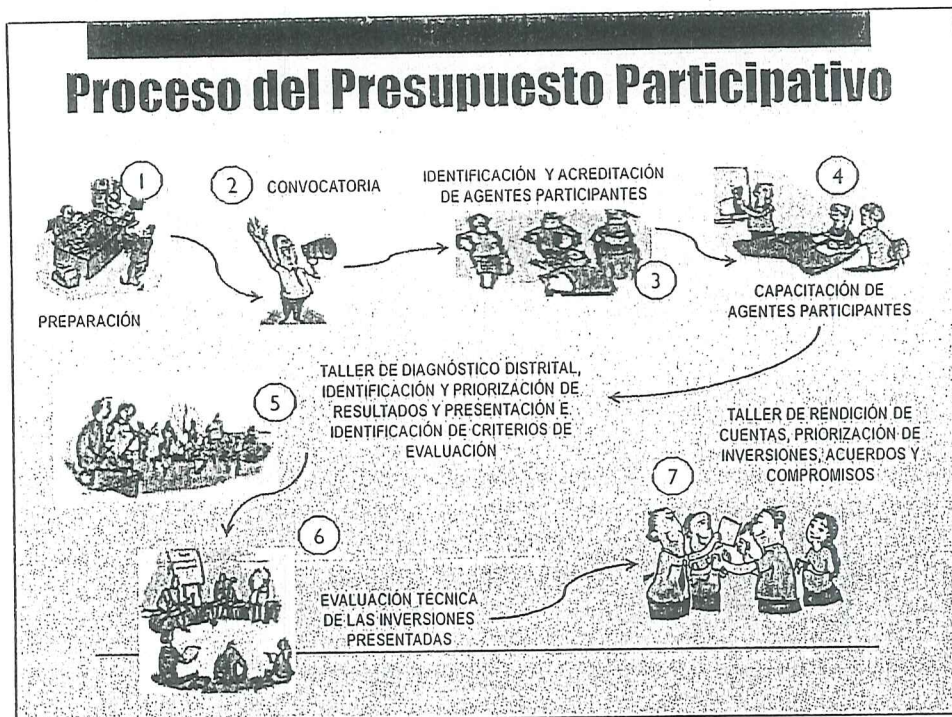 Proceso del Presupuesto Participativo
1
PREPARACIÓN
2
CONVOCATORIA
IDENTIFICACIÓN Y ACREDITACIÓN
DE AGENTES PARTICIPANTES
3
4
CAPACITACIÓN DE
AGENTES PARTICIPANTES
5
TALLER DE DIAGNÓSTICO DISTRITAL,
IDENTIFICACIÓN Y PRIORIZACIÓN DE
RESULTADOS Y PRESENTACIÓN E
IDENTIFICACIÓN DE CRITERIOS DE
EVALUACIÓN
6
EVALUACIÓN TECNICA
DE LAS INVERSIONES
PRESENTADAS
TALLER DE RENDICIÓN DE
CUENTAS, PRIORIZACIÓN DE
INVERSIONES, ACUERDOS Y
COMPROMISOS
7